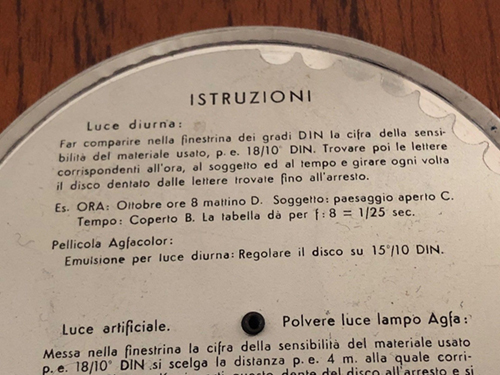 ISTRUZIONI
Luce diurna:
Far comparire nella finestrina dei gradi DIN la cifra della sensi-
bilità del materiale usato, p. e. 18/10° DIN. Trovare poi le lettere
corrispondenti all'ora, al soggetto ed al tempo e girare ogni volta
il disco dentato dalle lettere trovate fino all'arresto.
Es. ORA: Ottobre ore 8 mattino D. Soggetto: paesaggio aperto C.
Tempo: Coperto B. La tabella dà per f: 8 = 1/25 sec.
Pellicola Agfacolor:
Emulsione per luce diurna: Regolare il disco su 15°/10 DIN.
Luce artificiale. Polvere luce lampo Agfa:
Messa nella finestrina la cifra della sensibilità del materiale usato
p. e. 18/10° DIN si scelga la distanza p. e. 4 m. alla quale corri-
del disco all'arresto e si